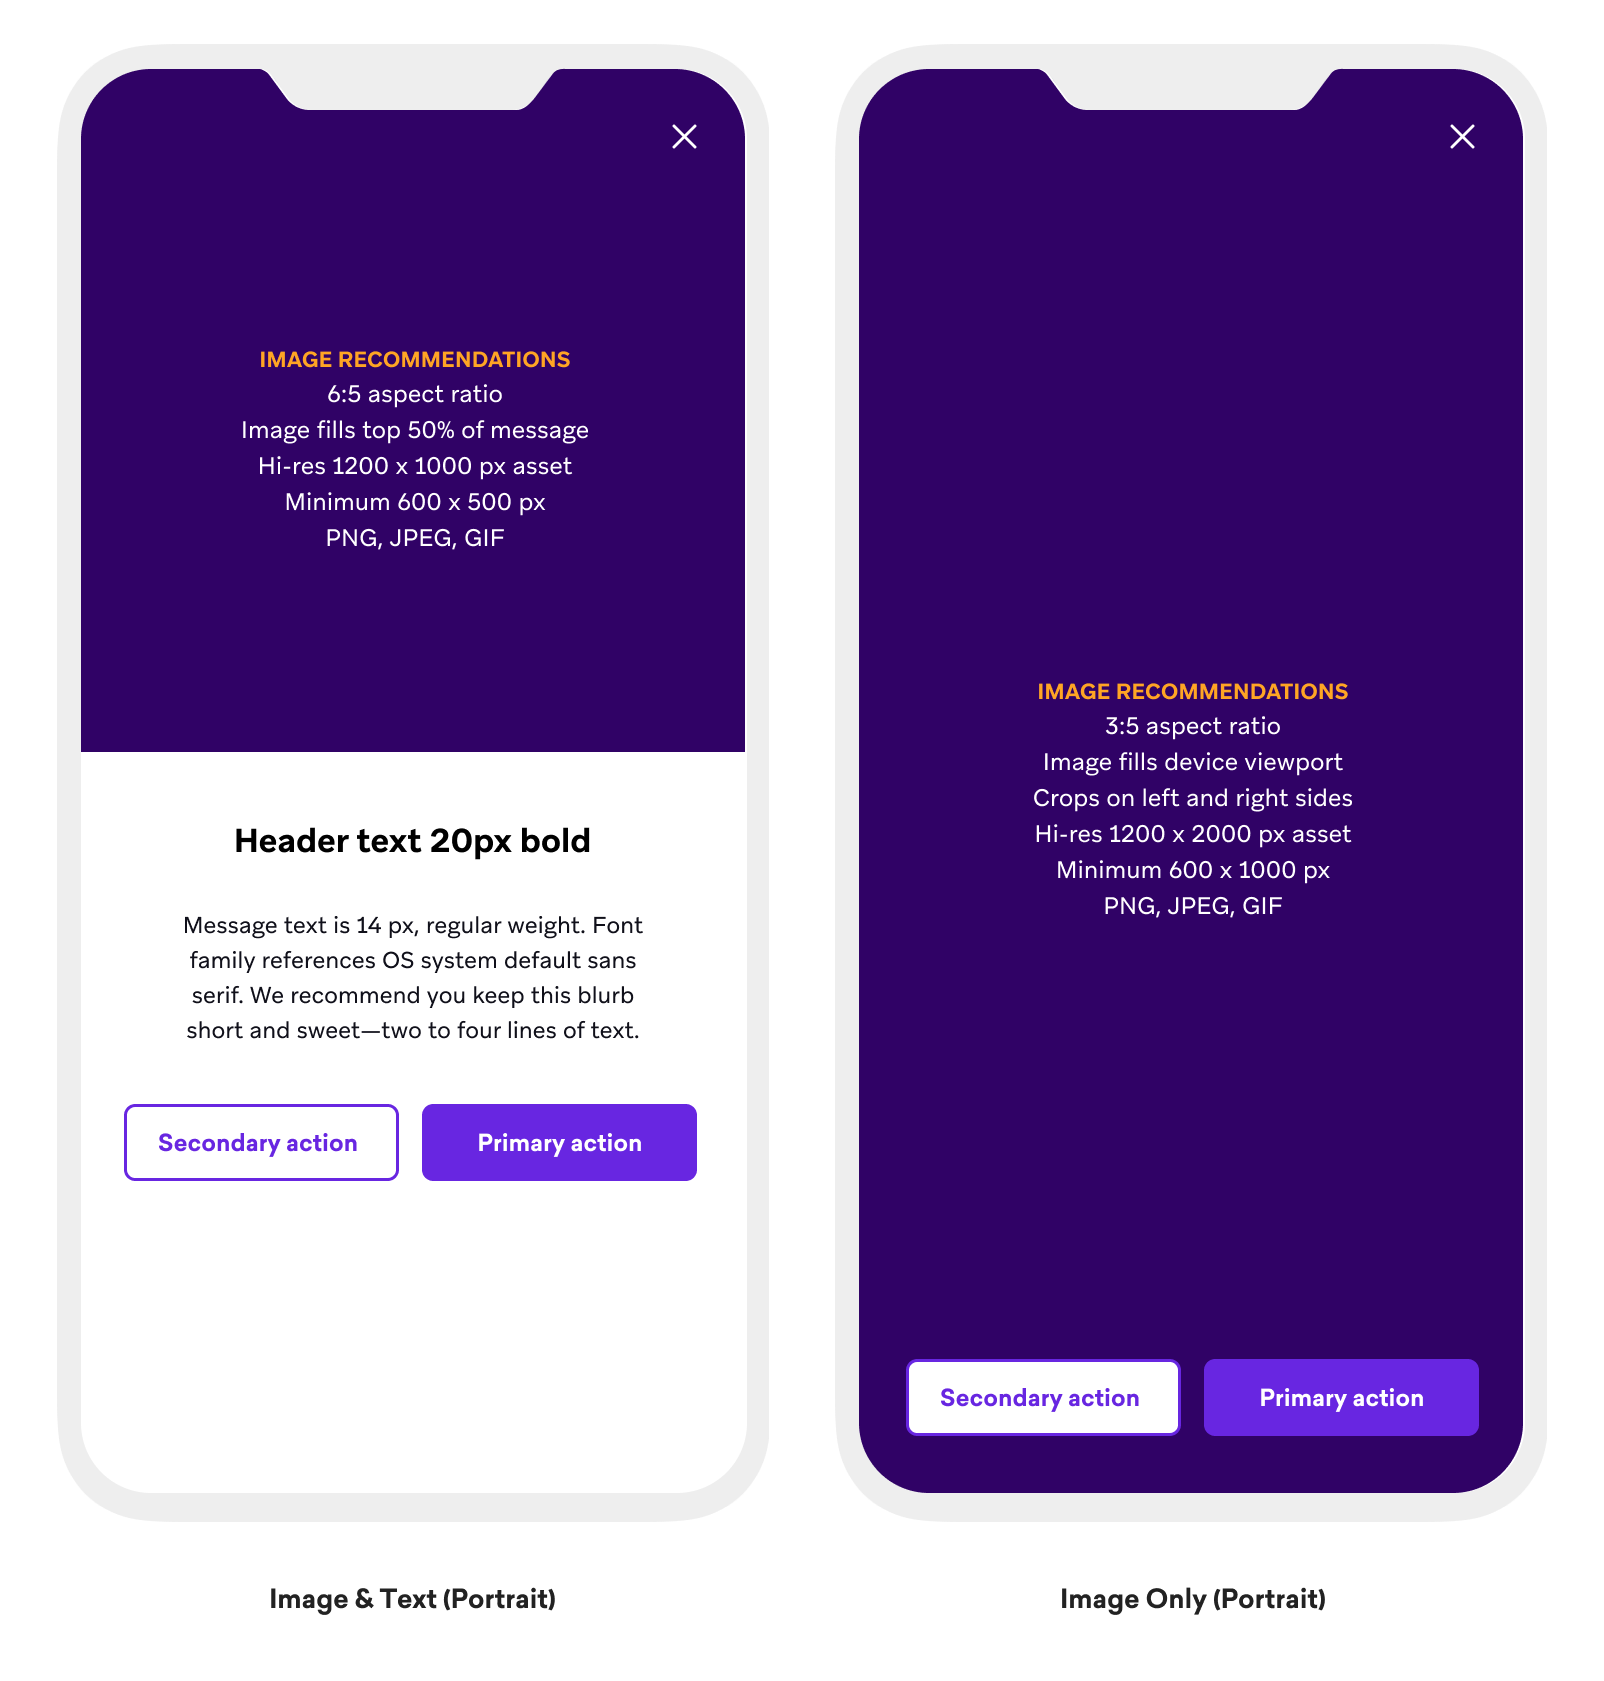 IMAGE RECOMMENDATIONS
6:5 aspect ratio
Image fills top 50% of message
Hi-res 1200 x 1000 px asset
Minimum 600 x 500 px
PNG, JPEG, GIF
Header text 20px bold
Message text is 14 px, regular weight. Font
family references OS system default sans
serif. We recommend you keep this blurb
short and sweet—two to four lines of text.
Secondary action
Primary action
Image & Text (Portrait)
IMAGE RECOMMENDATIONS
3:5 aspect ratio
Image fills device viewport
Crops on left and right sides
Hi-res 1200 x 2000 px asset
Minimum 600 x 1000 px
PNG, JPEG, GIF
Secondary action
Primary action
Image Only (Portrait)